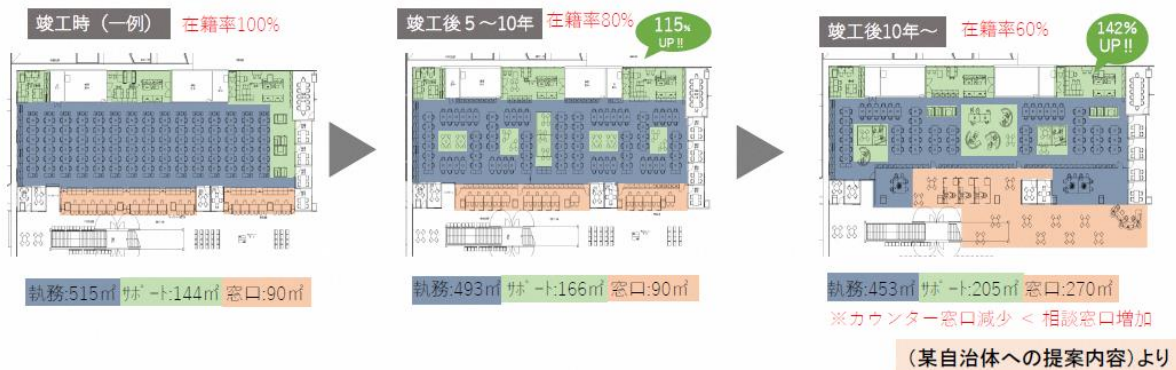 竣工時（一例）
在籍率100%
竣工後５～10年
在籍率80%
115%
UP‼
竣工後10年～
在籍率60%
142%
UP‼
執務:515㎡ ｻﾎﾟｰﾄ:144㎡ 窓口:90㎡
執務:493㎡ ｻﾎﾟｰﾄ:166㎡ 窓口:90㎡
執務:453㎡ ｻﾎﾟｰﾄ:205㎡ 窓口:270㎡
※カウンター窓口減少 < 相談窓口増加
（某自治体への提案内容）より